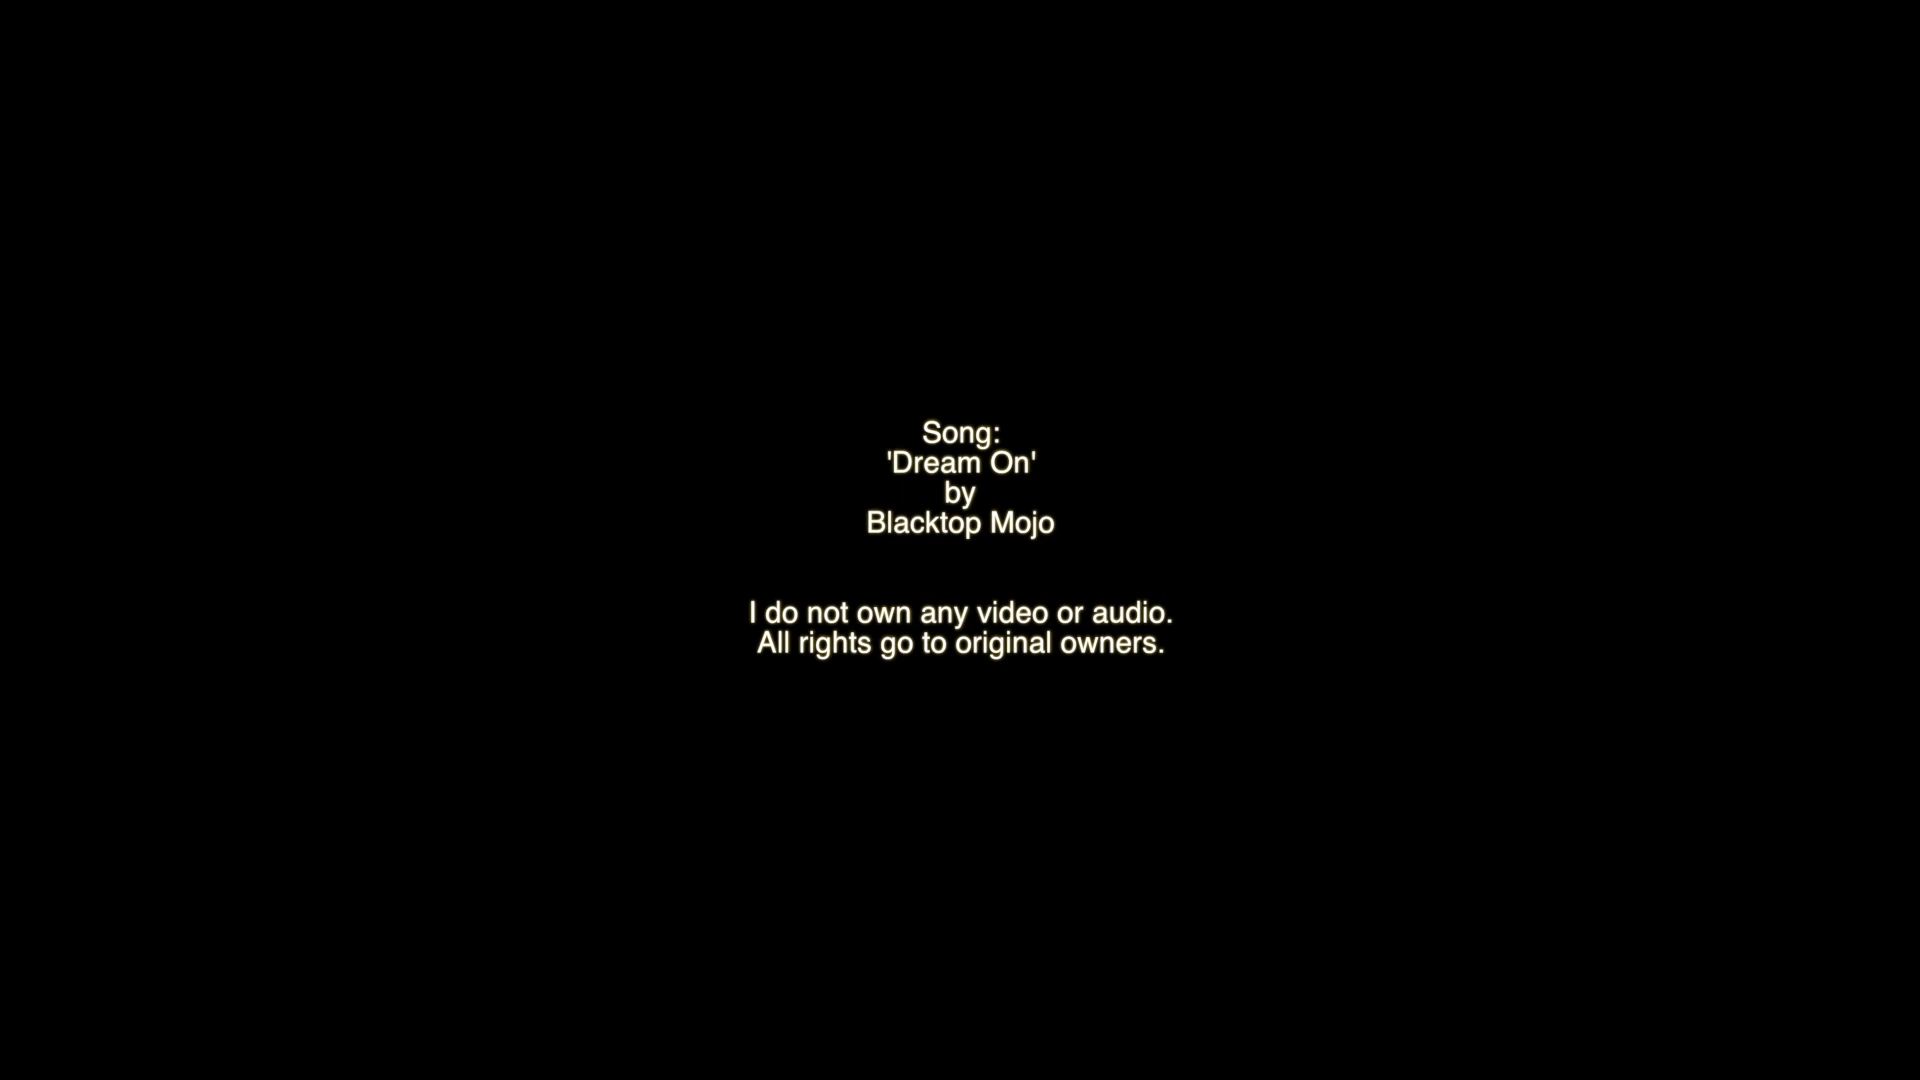 Song:
'Dream On'
by
Blacktop Mojo
I do not own any video or audio.
All rights go to original owners.